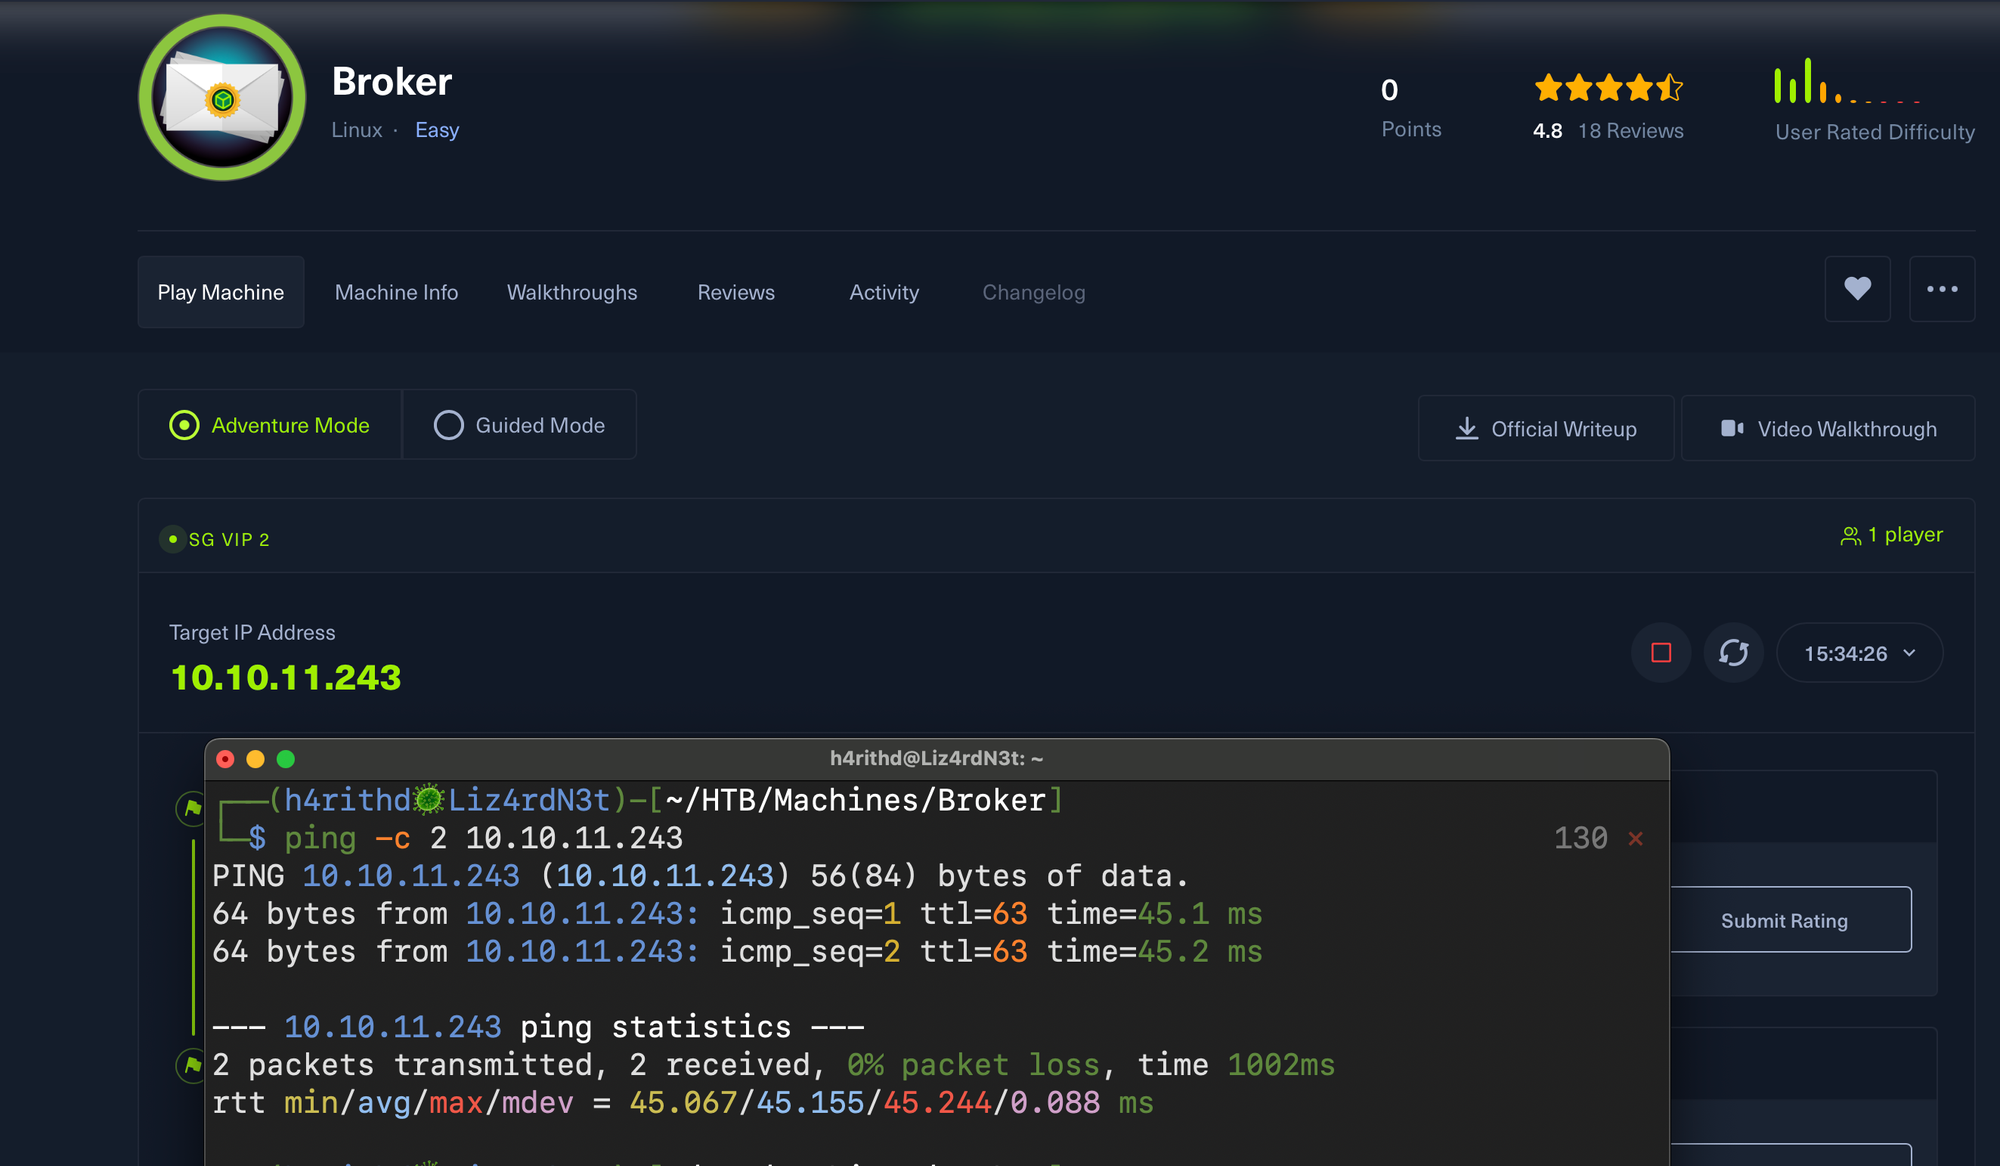 Broker
Linux · Easy
0
Points
4.8 18 Reviews
User Rated Difficulty
Play Machine
Machine Info
Walkthroughs
Reviews
Activity
Changelog
Adventure Mode
Guided Mode
Official Writeup
Video Walkthrough
SG VIP 2
1 player
Target IP Address
10.10.11.243
15:34:26
h4rithd@Liz4rdN3t: ~
┌──(h4rithd🦠Liz4rdN3t)-[~/HTB/Machines/Broker]
└─$ ping -c 2 10.10.11.243 130 ×
PING 10.10.11.243 (10.10.11.243) 56(84) bytes of data.
64 bytes from 10.10.11.243: icmp_seq=1 ttl=63 time=45.1 ms
64 bytes from 10.10.11.243: icmp_seq=2 ttl=63 time=45.2 ms
Submit Rating
--- 10.10.11.243 ping statistics ---
2 packets transmitted, 2 received, 0% packet loss, time 1002ms
rtt min/avg/max/mdev = 45.067/45.155/45.244/0.088 ms